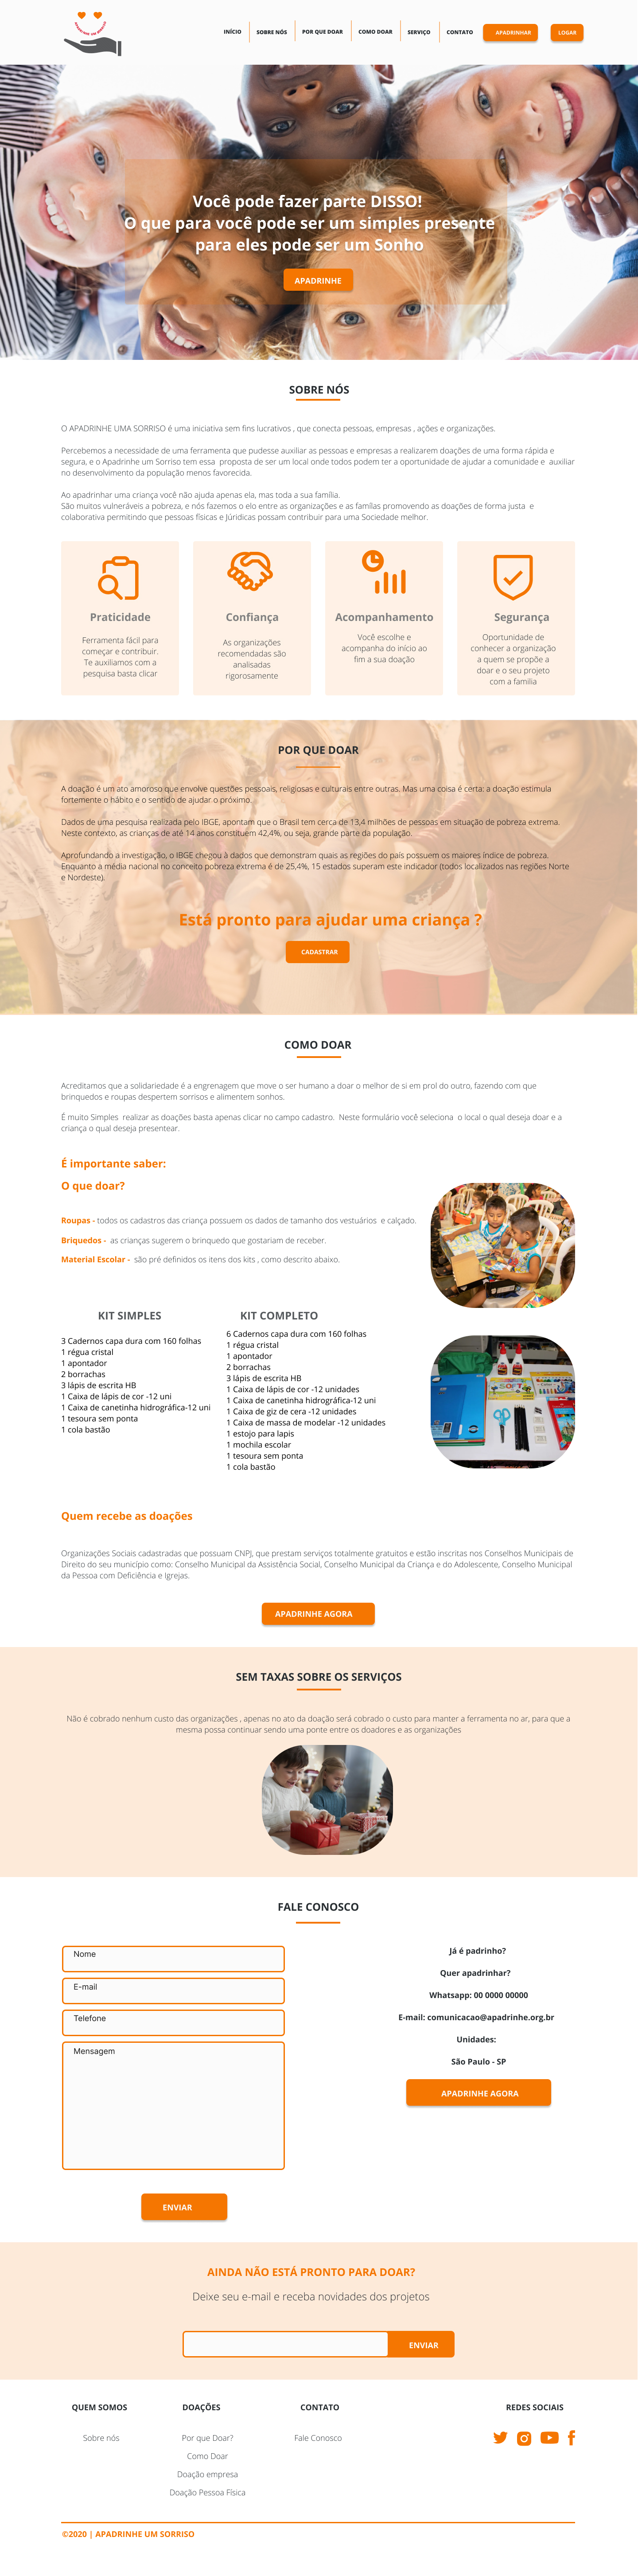 INÍCIO
SOBRE NÓS
POR QUE DOAR
COMO DOAR
SERVIÇO
CONTATO
APADRINHAR
LOGAR
Você pode fazer parte DISSO!
O que para você pode ser um simples presente
para eles pode ser um Sonho
APADRINHE
SOBRE NÓS
O APADRINHE UMA SORRISO é uma iniciativa sem fins lucrativos , que conecta pessoas, empresas , ações e organizações.
Percebemos a necessidade de uma ferramenta que pudesse auxiliar as pessoas e empresas a realizarem doações de uma forma rápida e
segura, e o Apadrinhe um Sorriso tem essa  proposta de ser um local onde todos podem ter a oportunidade de ajudar a comunidade e  auxiliar
no desenvolvimento da população menos favorecida.
Ao apadrinhar uma criança você não ajuda apenas ela, mas toda a sua família.
São muitos vulneráveis a pobreza, e nós fazemos o elo entre as organizações e as famílias promovendo as doações de forma justa  e
colaborativa permitindo que pessoas físicas e Júridicas possam contribuir para uma Sociedade melhor.
Praticidade
Ferramenta fácil para
começar e contribuir.
Te auxiliamos com a
pesquisa basta clicar
Confiança
As organizações
recomendadas são
analisadas
rigorosamente
Acompanhamento
Você escolhe e
acompanha do início ao
fim a sua doação
Segurança
Oportunidade de
conhecer a organização
a quem se propõe a
doar e o seu projeto
com a familia
POR QUE DOAR
A doação é um ato amoroso que envolve questões pessoais, religiosas e culturais entre outras. Mas uma coisa é certa: a doação estimula
fortemente o hábito e o sentido de ajudar o próximo.
Dados de uma pesquisa realizada pelo IBGE, apontam que o Brasil tem cerca de 13,4 milhões de pessoas em situação de pobreza extrema.
Neste contexto, as crianças de até 14 anos constituem 42,4%, ou seja, grande parte da população.
Aprofundando a investigação, o IBGE chegou à dados que demonstram quais as regiões do país possuem os maiores índice de pobreza.
Enquanto à média nacional no conceito pobreza extrema é de 25,4%, 15 estados superam este indicador (todos localizados nas regiões Norte
e Nordeste).
Está pronto para ajudar uma criança ?
CADASTRAR
COMO DOAR
Acreditamos que a solidariedade é a engrenagem que move o ser humano a doar o melhor de si em prol do outro, fazendo com que
brinquedos e roupas despertem sorrisos e alimentem sonhos.
É muito Simples  realizar as doações basta apenas clicar no campo cadastro.  Neste formulário você seleciona  o local o qual deseja doar e a
criança o qual deseja presentear.
É importante saber:
O que doar?
Roupas - todos os cadastros das criança possuem os dados de tamanho dos vestuários  e calçado.
Briquedos -  as crianças sugerem o brinquedo que gostariam de receber.
Material Escolar -  são pré definidos os itens dos kits , como descrito abaixo.
KIT SIMPLES
3 Cadernos capa dura com 160 folhas
1 régua cristal
1 apontador
2 borrachas
3 lápis de escrita HB
1 Caixa de lápis de cor -12 uni
1 Caixa de canetinha hidrográfica-12 uni
1 tesoura sem ponta
1 cola bastão
KIT COMPLETO
6 Cadernos capa dura com 160 folhas
1 régua cristal
1 apontador
2 borrachas
3 lápis de escrita HB
1 Caixa de lápis de cor -12 unidades
1 Caixa de canetinha hidrográfica-12 uni
1 Caixa de giz de cera -12 unidades
1 Caixa de massa de modelar -12 unidades
1 estojo para lapis
1 mochila escolar
1 tesoura sem ponta
1 cola bastão
Quem recebe as doações
Organizações Sociais cadastradas que possuam CNPJ, que prestam serviços totalmente gratuitos e estão inscritas nos Conselhos Municipais de
Direito do seu município como: Conselho Municipal da Assistência Social, Conselho Municipal da Criança e do Adolescente, Conselho Municipal
da Pessoa com Deficiência e Igrejas.
APADRINHE AGORA
SEM TAXAS SOBRE OS SERVIÇOS
Não é cobrado nenhum custo das organizações , apenas no ato da doação será cobrado o custo para manter a ferramenta no ar, para que a
mesma possa continuar sendo uma ponte entre os doadores e as organizações
FALE CONOSCO
Nome
E-mail
Telefone
Mensagem
ENVIAR
Já é padrinho?
Quer apadrinhar?
Whatsapp: 00 0000 00000
E-mail: comunicacao@apadrinhe.org.br
Unidades:
São Paulo - SP
APADRINHE AGORA
AINDA NÃO ESTÁ PRONTO PARA DOAR?
Deixe seu e-mail e receba novidades dos projetos
ENVIAR
QUEM SOMOS
Sobre nós
DOAÇÕES
Por que Doar?
Como Doar
Doação empresa
Doação Pessoa Física
CONTATO
Fale Conosco
REDES SOCIAIS
©2020 | APADRINHE UM SORRISO